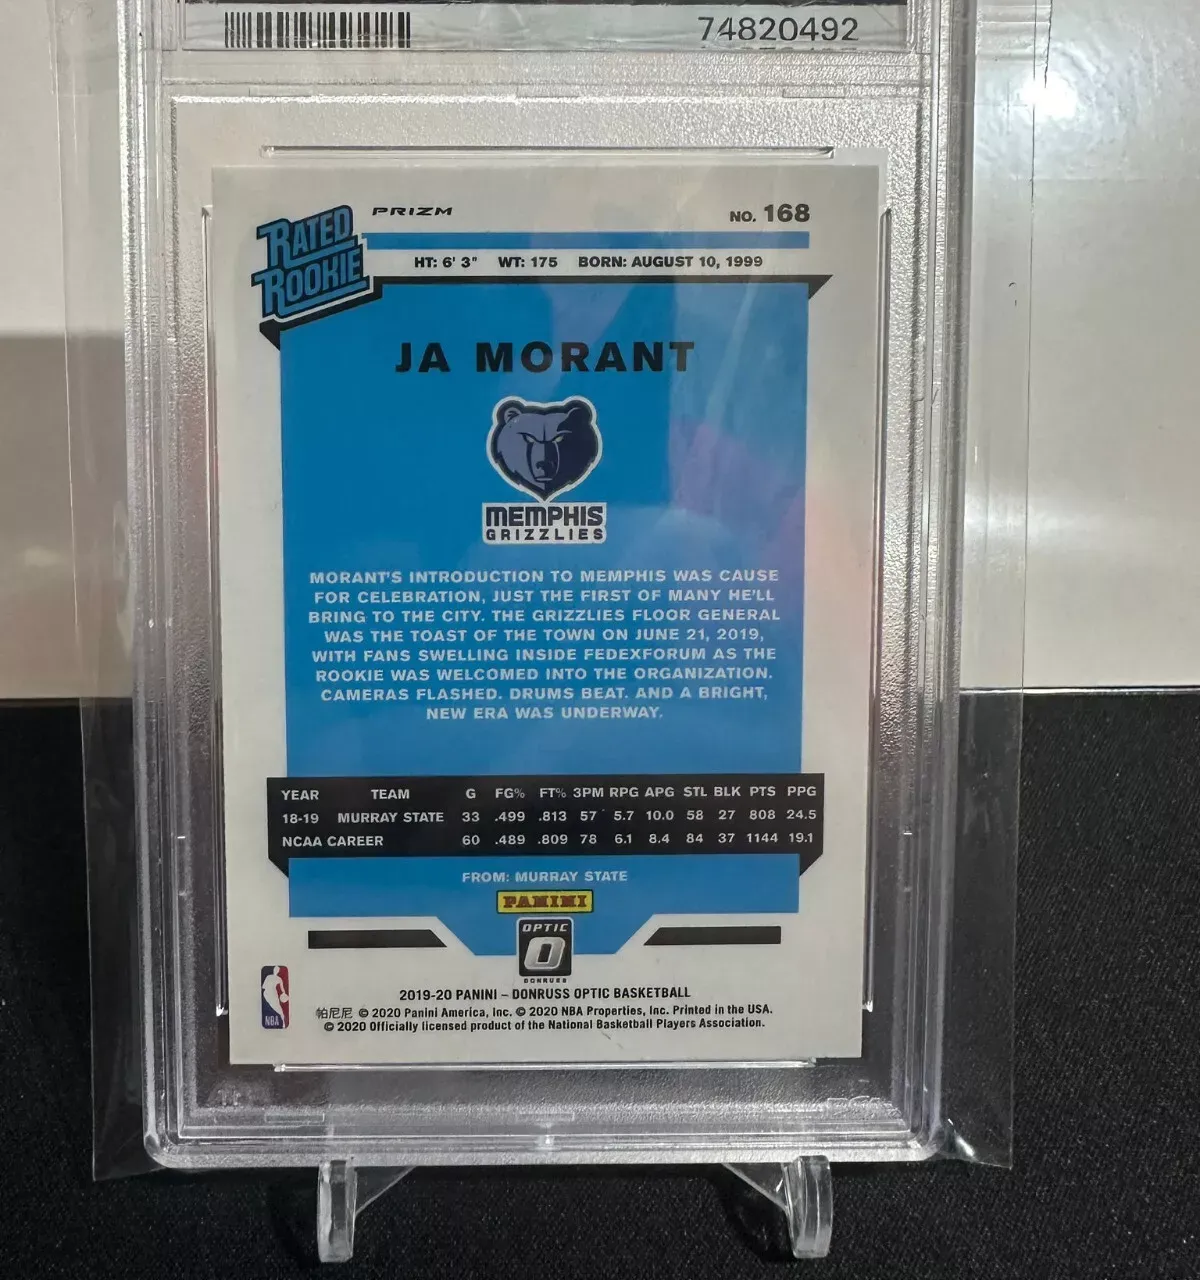 74820492
RATED
ROOKIE
PRIZM
NO. 168
HT: 6' 3" WT: 175 BORN: AUGUST 10, 1999
JA MORANT
MEMPHIS
GRIZZLIES
MORANT'S INTRODUCTION TO MEMPHIS WAS CAUSE
FOR CELEBRATION, JUST THE FIRST OF MANY HE'LL
BRING TO THE CITY. THE GRIZZLIES FLOOR GENERAL
WAS THE TOAST OF THE TOWN ON JUNE 21, 2019,
WITH FANS SWELLING INSIDE FEDEXFORUM AS THE
ROOKIE WAS WELCOMED INTO THE ORGANIZATION.
CAMERAS FLASHED. DRUMS BEAT. AND A BRIGHT,
NEW ERA WAS UNDERWAY.
YEAR TEAM G FG% FT% 3PM RPG APG STL BLK PTS PPG
18-19 MURRAY STATE 33 .499 .813 57 5.7 10.0 58 27 808 24.5
NCAA CAREER 60 .489 .809 78 6.1 8.4 84 37 1144 19.1
FROM: MURRAY STATE
PANINI
OPTIC
O
DONRUSS
NBA
2019-20 PANINI – DONRUSS OPTIC BASKETBALL
帕尼尼 © 2020 Panini America, Inc. © 2020 NBA Properties, Inc. Printed in the USA.
© 2020 Officially licensed product of the National Basketball Players Association.